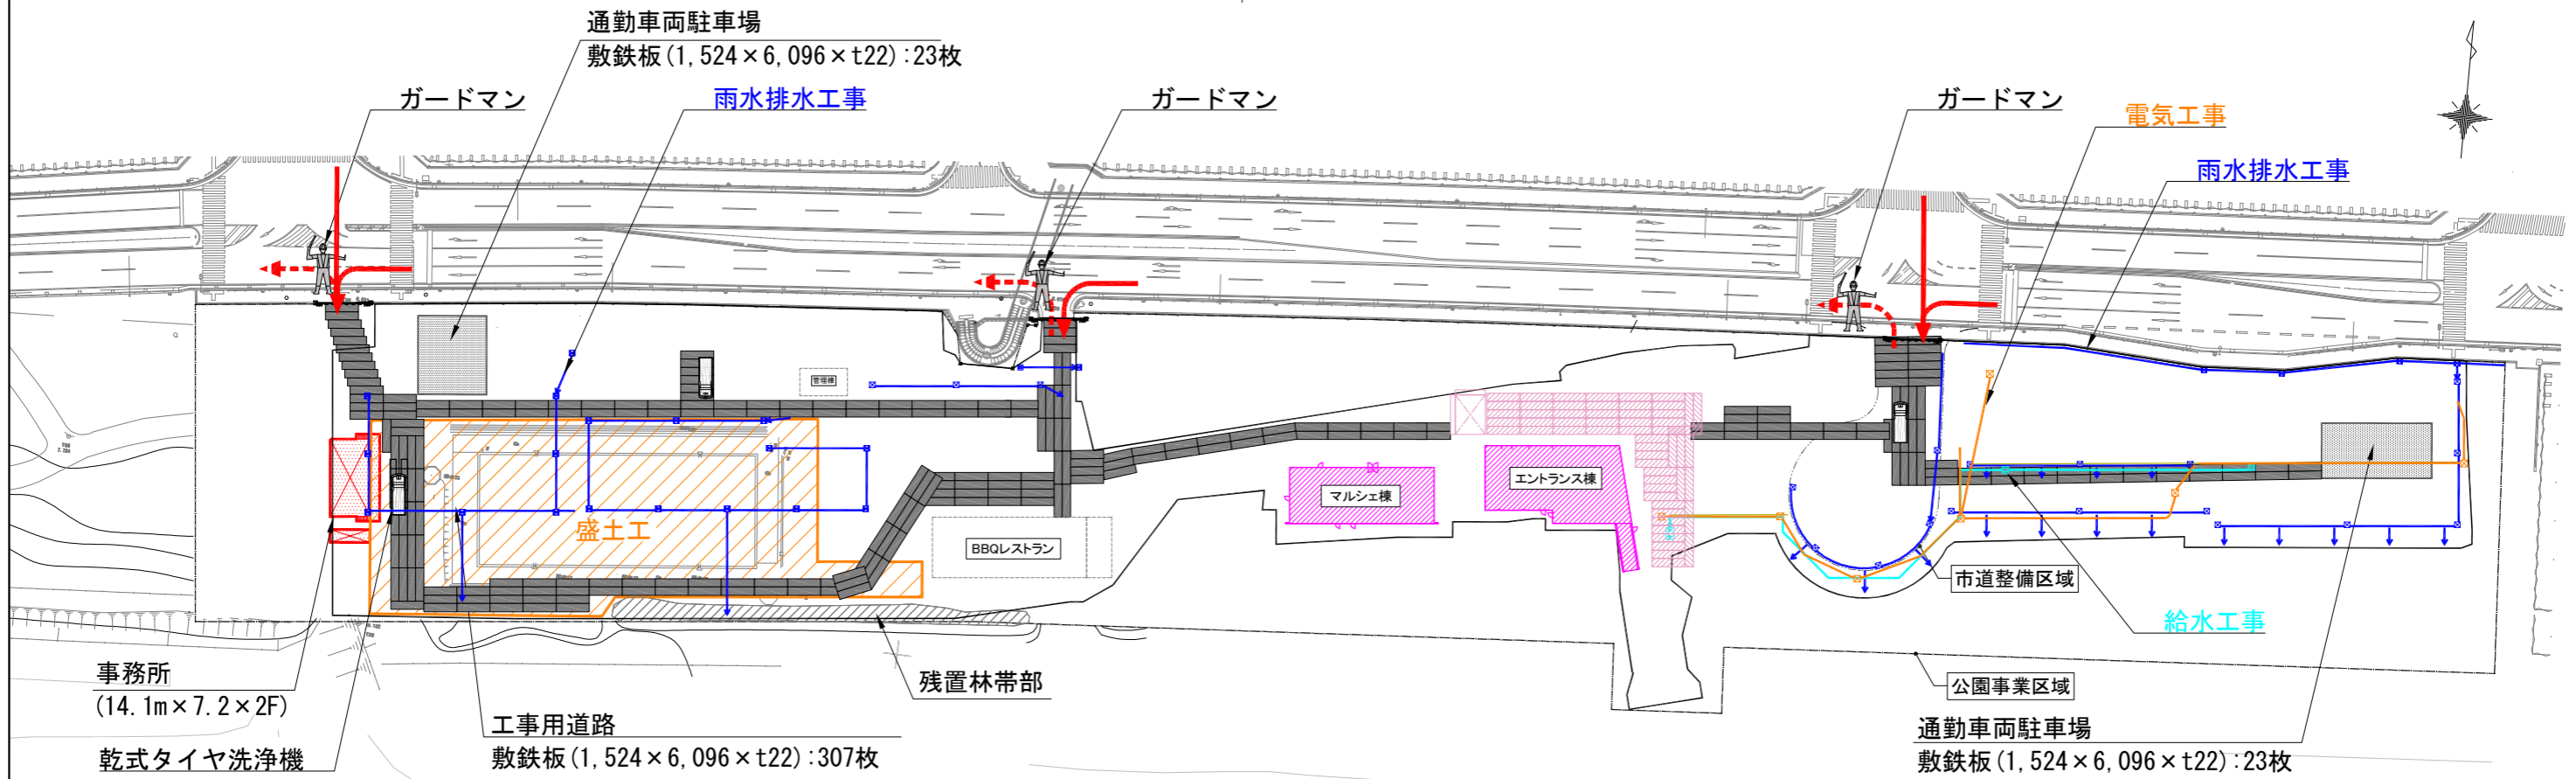 通勤車両駐車場
敷鉄板(1,524×6,096×t22):23枚
ガードマン
雨水排水工事
ガードマン
ガードマン
電気工事
雨水排水工事
管理棟
盛土工
BBQレストラン
マルシェ棟
エントランス棟
市道整備区域
給水工事
公園事業区域
残置林帯部
事務所
(14.1m×7.2×2F)
乾式タイヤ洗浄機
工事用道路
敷鉄板(1,524×6,096×t22):307枚
通勤車両駐車場
敷鉄板(1,524×6,096×t22):23枚